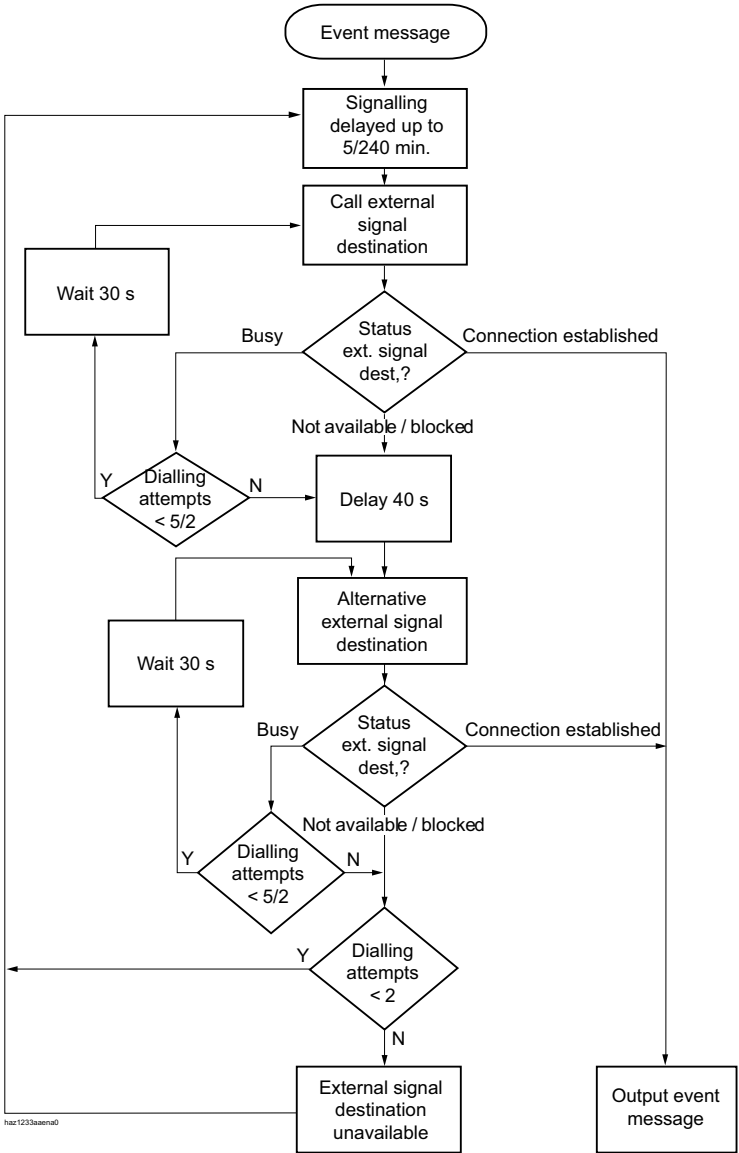 Event message
Signalling
delayed up to
5/240 min.
Call external
signal
destination
Wait 30 s
Busy
Status
ext. signal
dest,?
Connection established
Not available / blocked
Y
Dialling
attempts
< 5/2
N
Delay 40 s
Alternative
external signal
destination
Wait 30 s
Busy
Status
ext. signal
dest,?
Connection established
Not available / blocked
Y
Dialling
attempts
< 5/2
N
Y
Dialling
attempts
< 2
N
External signal
destination
unavailable
Output event
message
haz1233aaena0